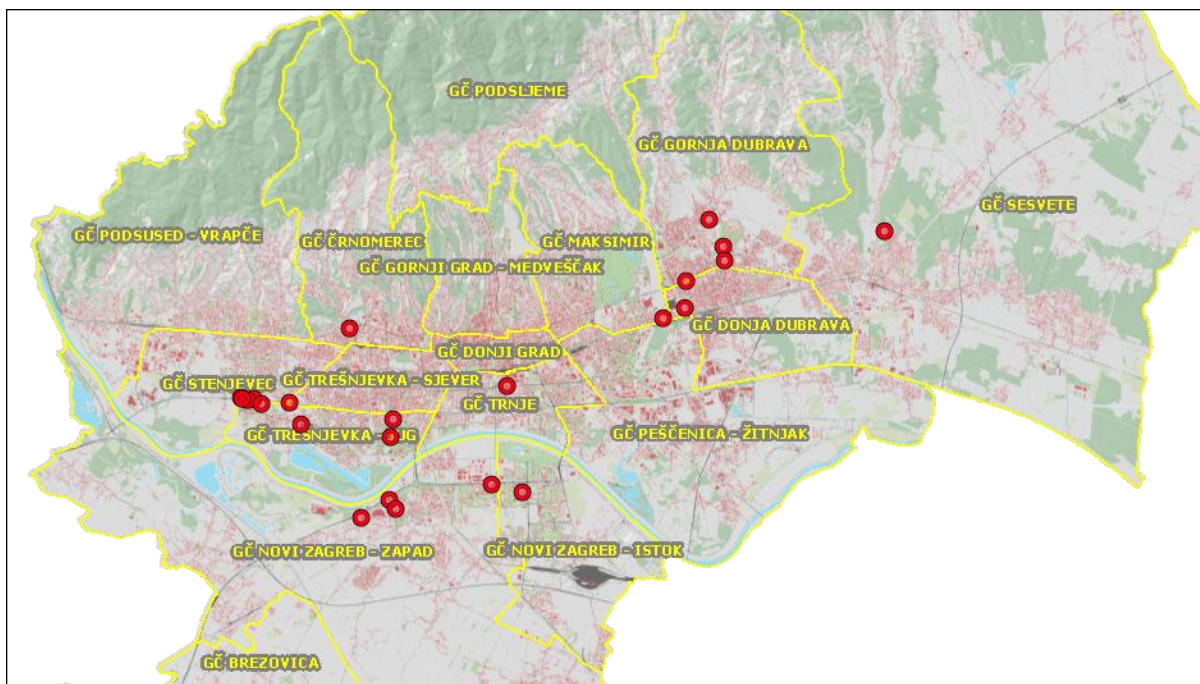 GČ PODSLJEME
GČ GORNJA DUBRAVA
GČ SESVETE
GČ PODSUSED - VRAPČE
GČ ČRNOMEREC
GČ MAKSIMIR
GČ GORNJI GRAD - MEDVEŠČAK
GČ DONJA DUBRAVA
GČ DONJI GRAD
GČ STENJEVEC
GČ TREŠNJEVKA - SJEVER
GČ TRNJE
GČ TREŠNJEVKA - JUG
GČ PEŠČENICA - ŽITNJAK
GČ NOVI ZAGREB - ZAPAD
GČ NOVI ZAGREB - ISTOK
GČ BREZOVICA